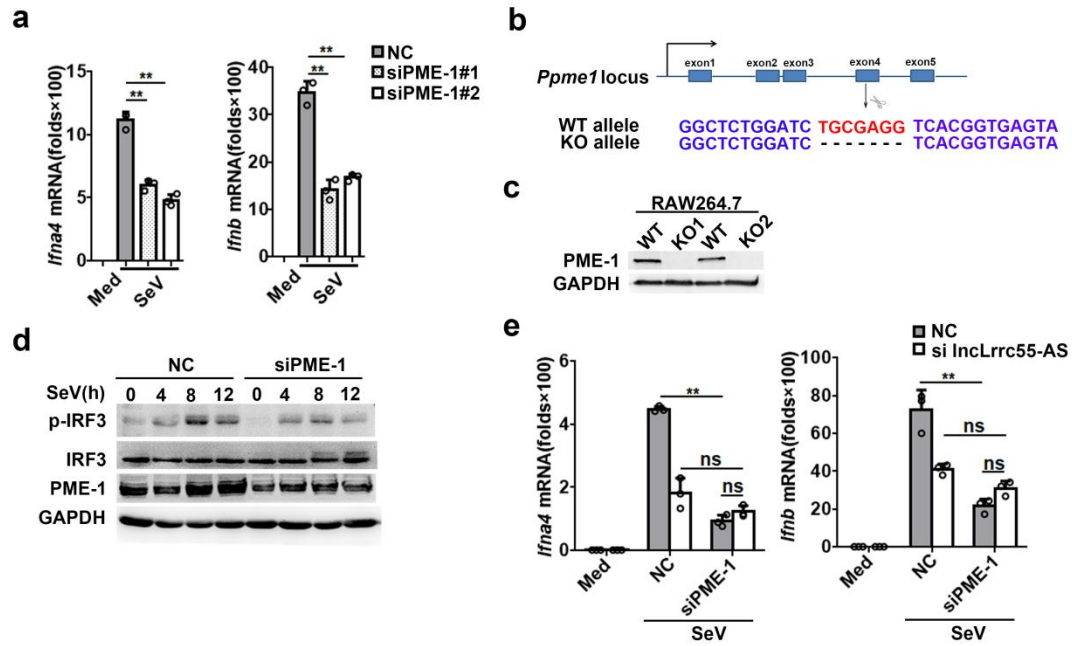 a
Ifna4 mRNA(folds×100)
15
10
5
0
Med
SeV
**
**
Ifnb mRNA(folds×100)
40
30
20
10
0
Med
SeV
**
**
NC
siPME-1#1
siPME-1#2
b
Ppme1 locus
exon1 exon2 exon3 exon4 exon5
WT allele GGCTCTGGATC TGCGAGG TCACGGTGAGTA
KO allele GGCTCTGGATC - - - - - - - TCACGGTGAGTA
c
RAW264.7
WT KO1 WT KO2
PME-1
GAPDH
d
NC siPME-1
SeV(h) 0 4 8 12 0 4 8 12
p-IRF3
IRF3
PME-1
GAPDH
e
NC
si lncLrrc55-AS
Ifna4 mRNA(folds×100)
6
4
2
0
**
ns
ns
Med
NC
siPME-1
SeV
Ifnb mRNA(folds×100)
100
80
60
40
20
0
**
ns
ns
Med
NC
siPME-1
SeV